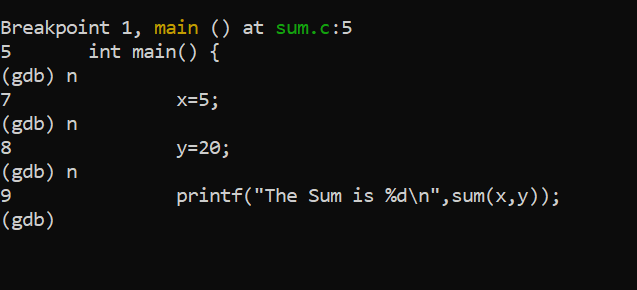 Breakpoint 1, main () at sum.c:5
5       int main() {
(gdb) n
7               x=5;
(gdb) n
8               y=20;
(gdb) n
9               printf("The Sum is %d\n",sum(x,y));
(gdb)